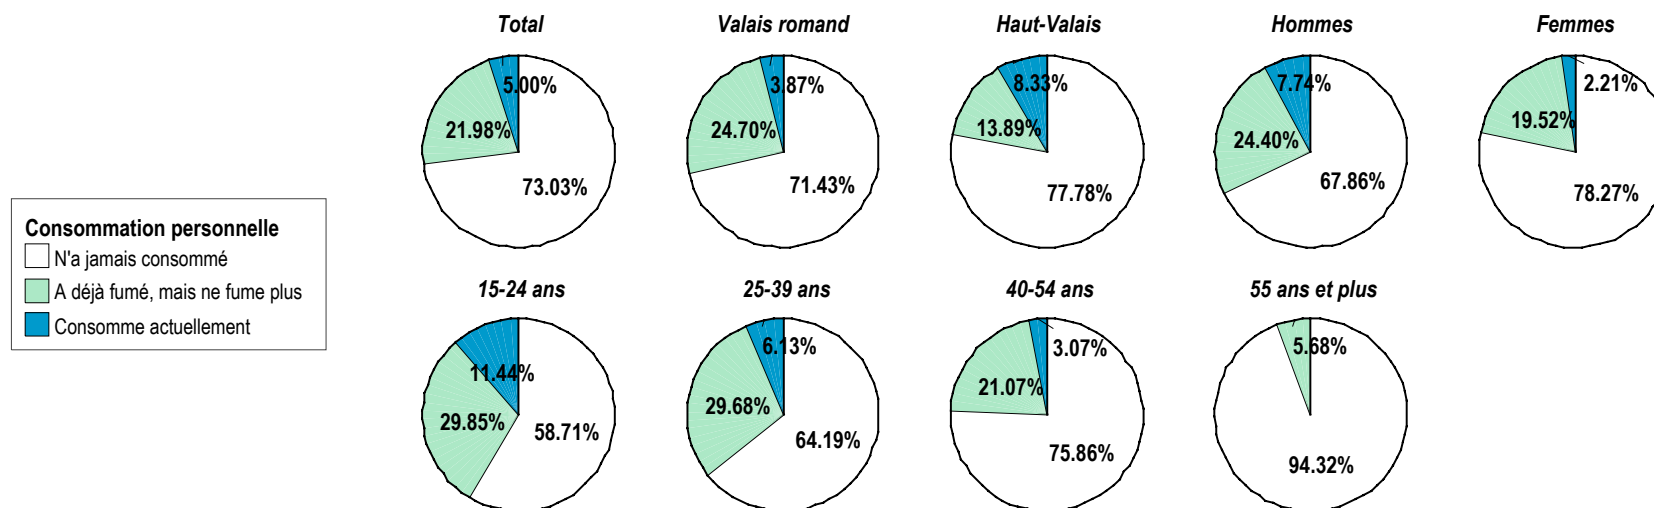 Total
Valais romand
Haut-Valais
Hommes
Femmes
5.00%
21.98%
73.03%
3.87%
24.70%
71.43%
8.33%
13.89%
77.78%
7.74%
24.40%
67.86%
2.21%
19.52%
78.27%
Consommation personnelle
N'a jamais consommé
A déjà fumé, mais ne fume plus
Consomme actuellement
15-24 ans
25-39 ans
40-54 ans
55 ans et plus
11.44%
29.85%
58.71%
6.13%
29.68%
64.19%
3.07%
21.07%
75.86%
5.68%
94.32%